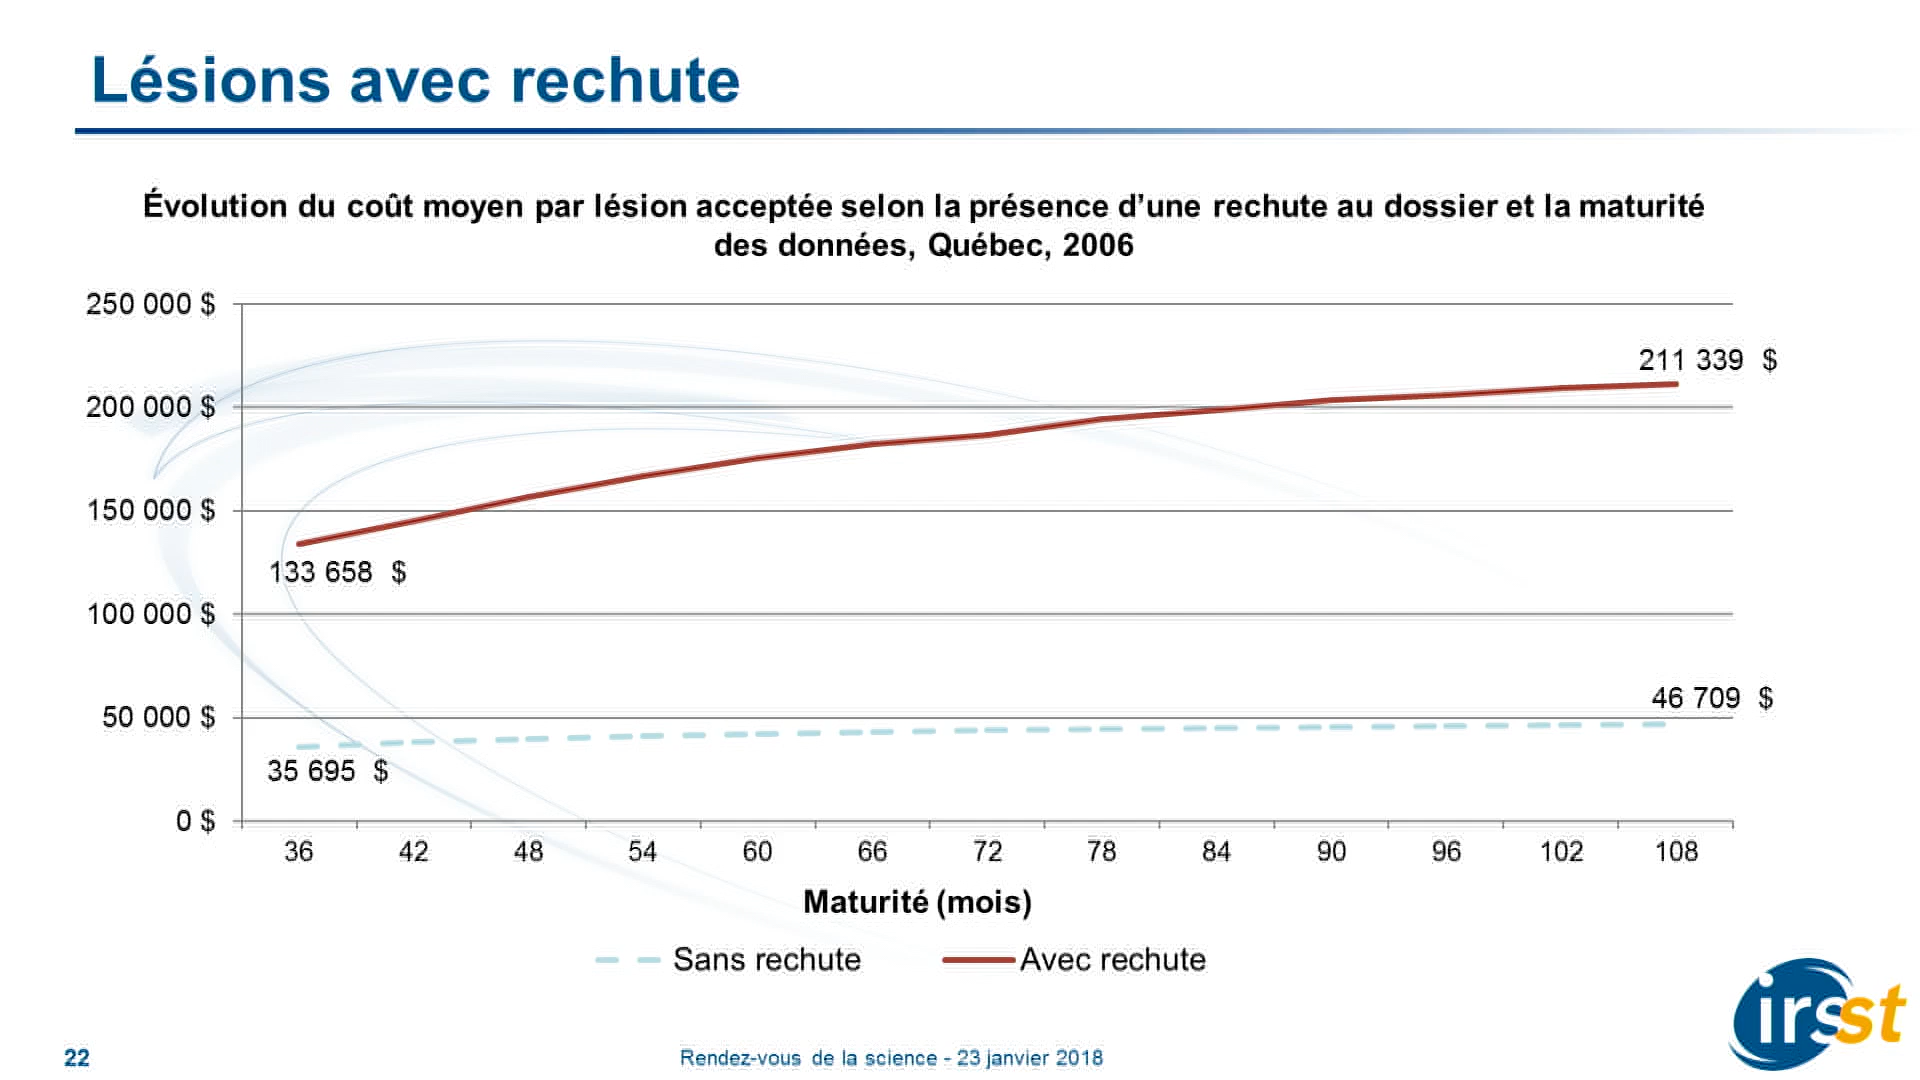 Lésions avec rechute
Évolution du coût moyen par lésion acceptée selon la présence d’une rechute au dossier et la maturité
des données, Québec, 2006
250 000 $
200 000 $
150 000 $
100 000 $
50 000 $
0 $
211 339 $
133 658 $
46 709 $
35 695 $
36 42 48 54 60 66 72 78 84 90 96 102 108
Maturité (mois)
Sans rechute Avec rechute
irsst
22 Rendez-vous de la science - 23 janvier 2018